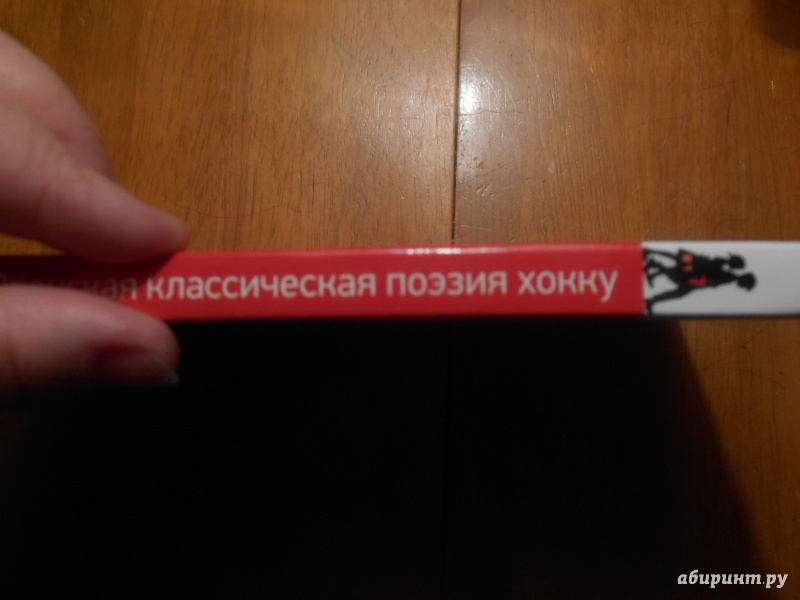 классическая поэзия хокку
абиринт.ру